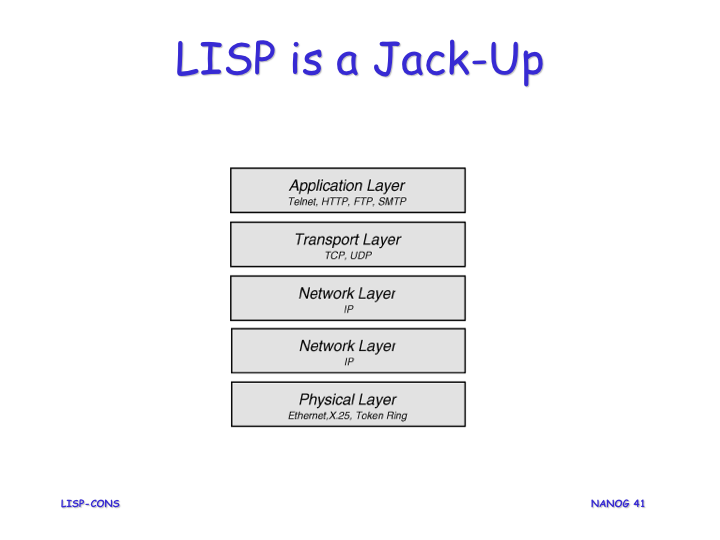 LISP is a Jack-Up
Application Layer
Telnet, HTTP, FTP, SMTP
Transport Layer
TCP, UDP
Network Layer
IP
Network Layer
IP
Physical Layer
Ethernet,X.25, Token Ring
LISP-CONS
NANOG 41